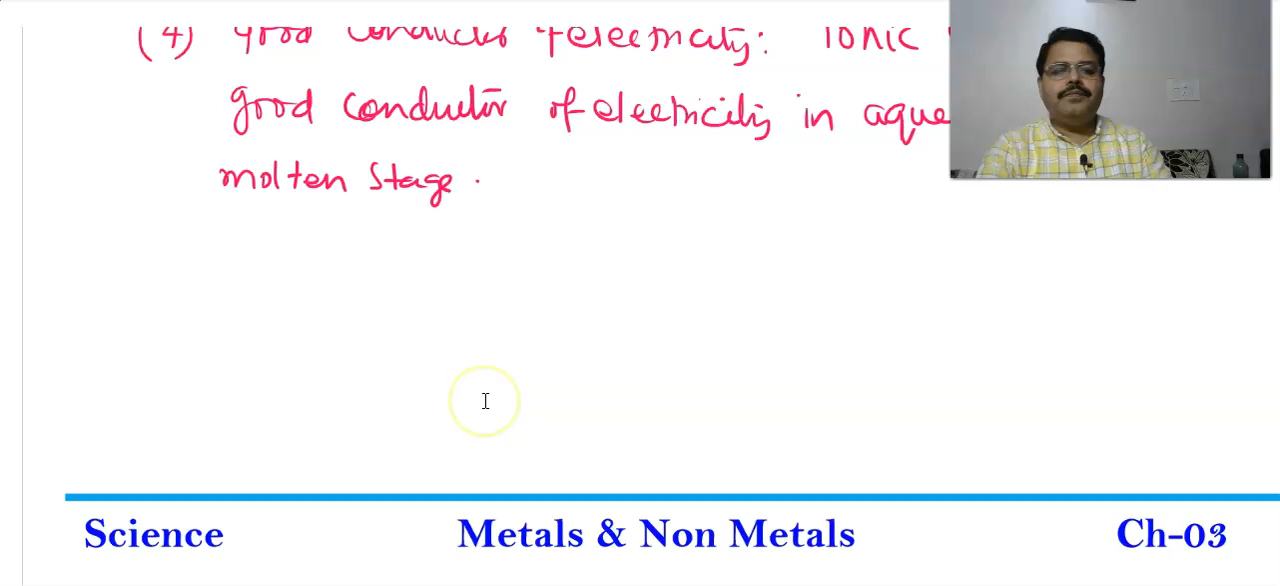 (4) Good conductor of electricity: Ionic
good conductor of electricity in aque
molten stage.
Science Metals & Non Metals Ch-03